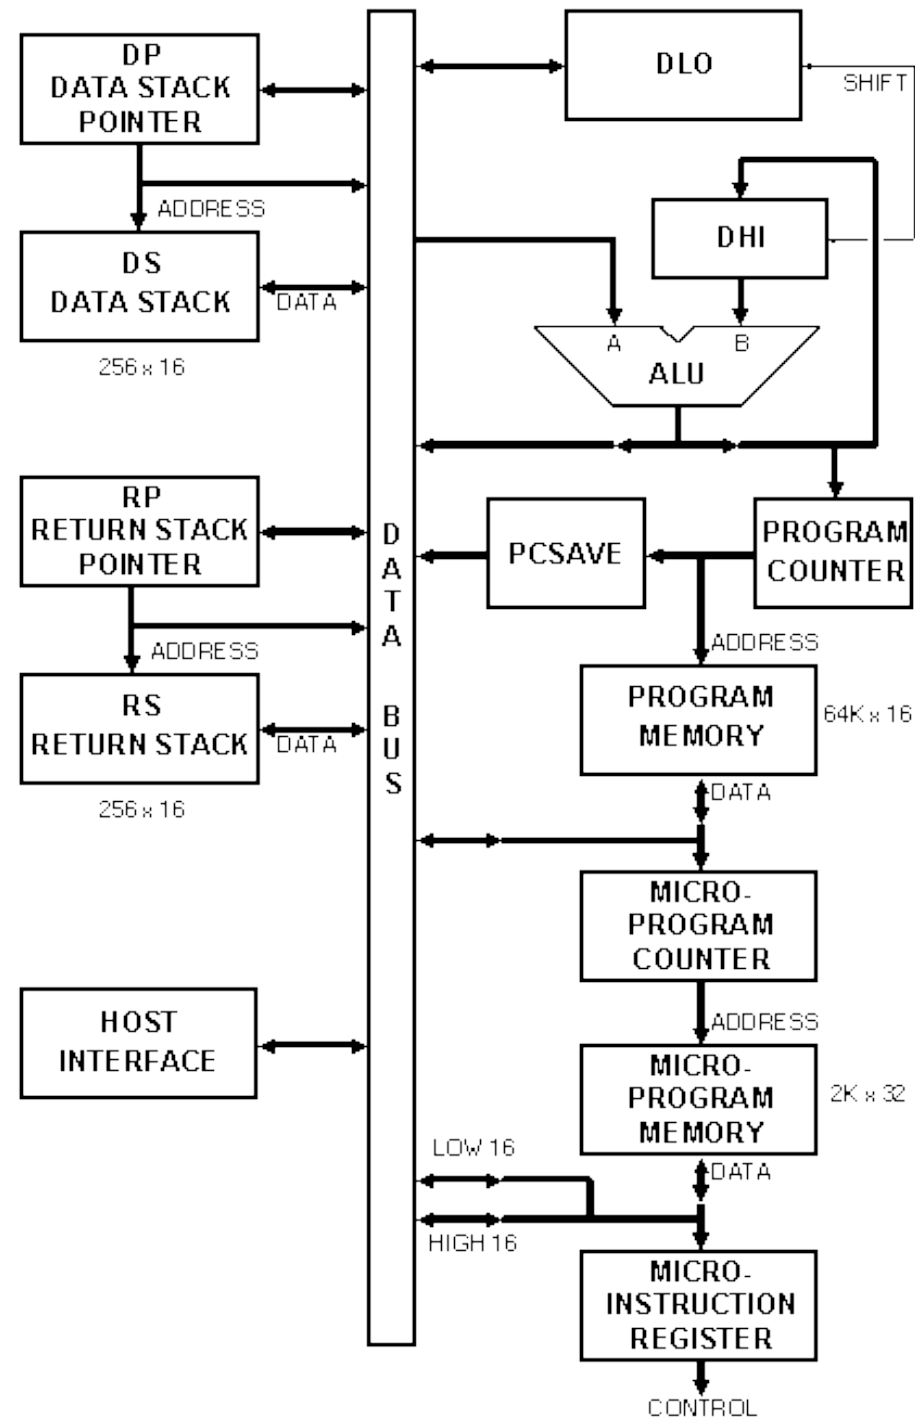 DP
DATA STACK
POINTER
ADDRESS
DS
DATA STACK
DATA
256 x 16
RP
RETURN STACK
POINTER
ADDRESS
RS
RETURN STACK
DATA
256 x 16
HOST
INTERFACE
DATA BUS
DLO
SHIFT
DHI
A
B
ALU
PCSAVE
PROGRAM
COUNTER
ADDRESS
PROGRAM
MEMORY
64K x 16
DATA
MICRO-
PROGRAM
COUNTER
ADDRESS
MICRO-
PROGRAM
MEMORY
2K x 32
DATA
LOW 16
HIGH 16
MICRO-
INSTRUCTION
REGISTER
CONTROL